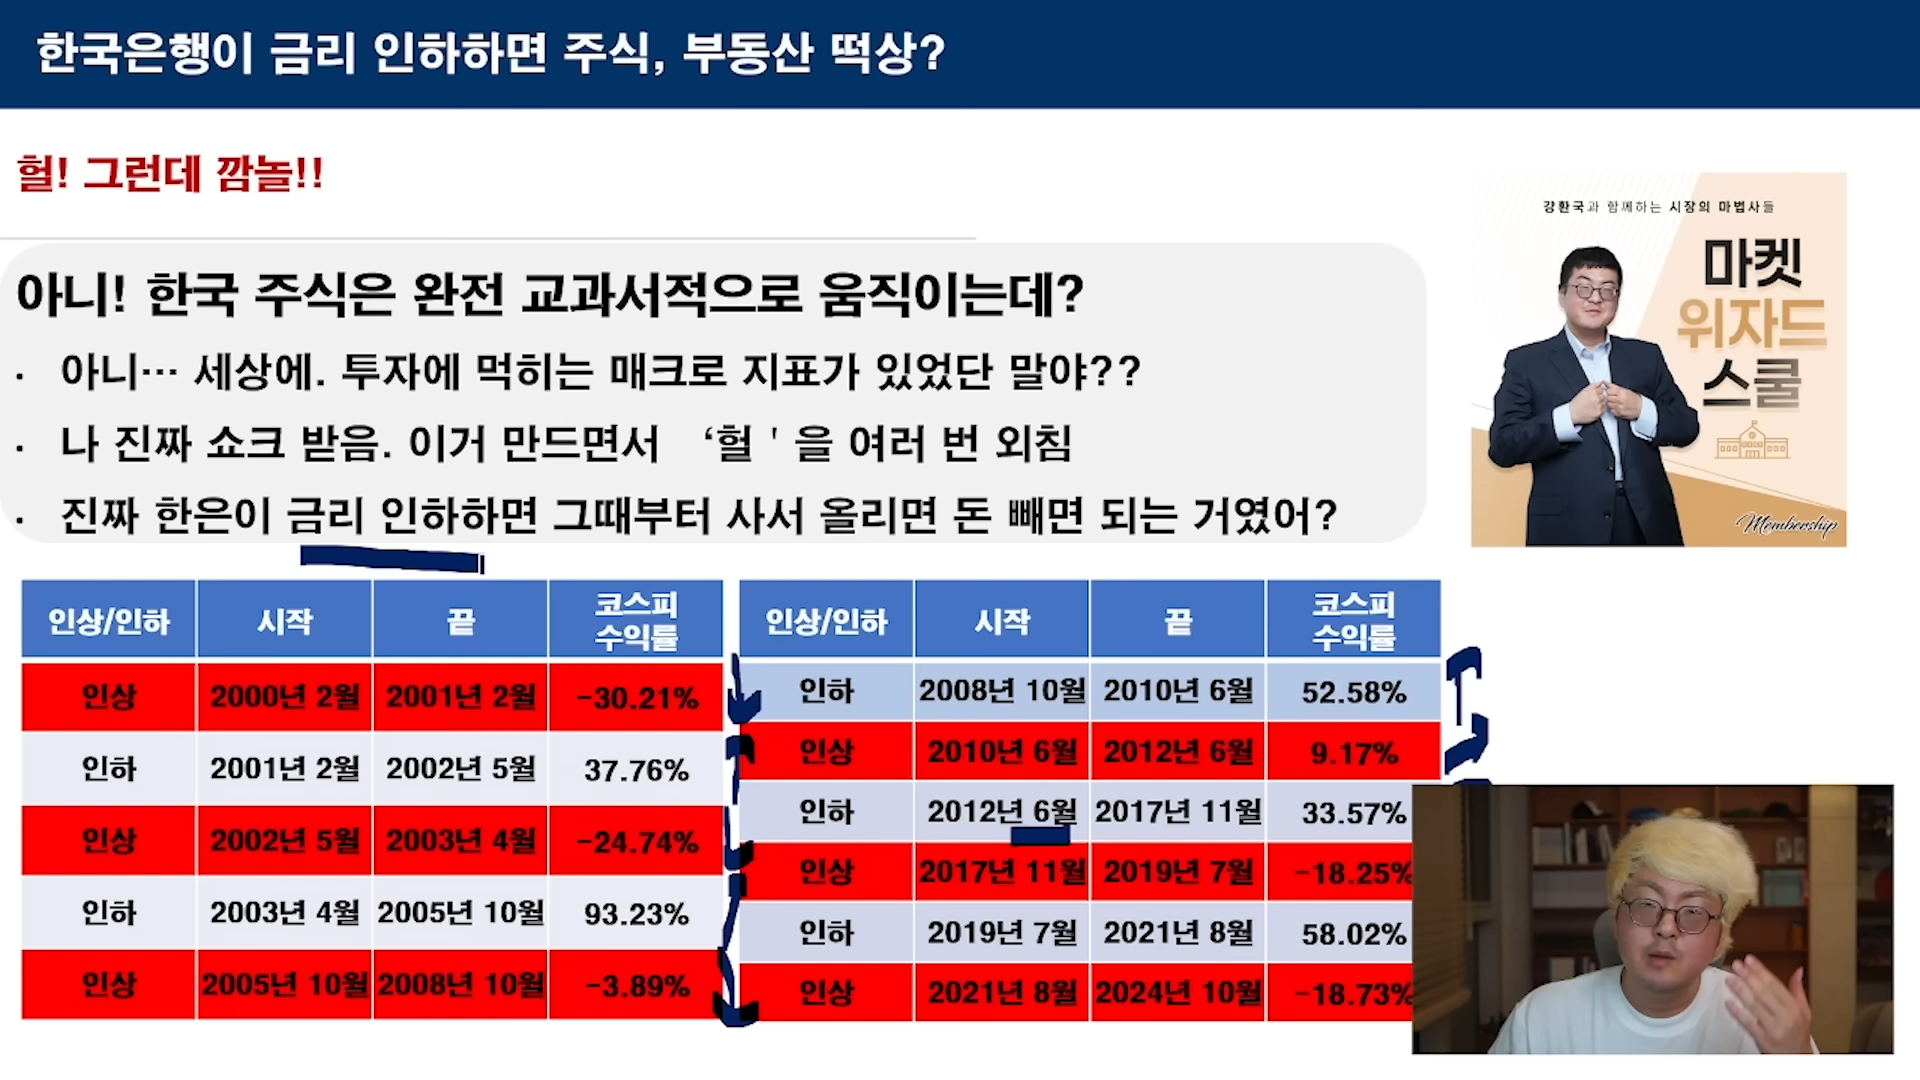 한국은행이 금리 인하하면 주식, 부동산 떡상?
헐! 그런데 깜놀!!
아니! 한국 주식은 완전 교과서적으로 움직이는데?
· 아니… 세상에. 투자에 먹히는 매크로 지표가 있었단 말야??
· 나 진짜 쇼크 받음. 이거 만드면서 ‘헐 ' 을 여러 번 외침
· 진짜 한은이 금리 인하하면 그때부터 사서 올리면 돈 빼면 되는 거였어?
강환국과 함께하는 시장의 마법사들
마켓
위자드
스쿨
Membership
인상/인하 시작 끝 코스피 수익률
인상 2000년 2월 2001년 2월 -30.21%
인하 2001년 2월 2002년 5월 37.76%
인상 2002년 5월 2003년 4월 -24.74%
인하 2003년 4월 2005년 10월 93.23%
인상 2005년 10월 2008년 10월 -3.89%
인상/인하 시작 끝 코스피 수익률
인하 2008년 10월 2010년 6월 52.58%
인상 2010년 6월 2012년 6월 9.17%
인하 2012년 6월 2017년 11월 33.57%
인상 2017년 11월 2019년 7월 -18.25%
인하 2019년 7월 2021년 8월 58.02%
인상 2021년 8월 2024년 10월 -18.73%